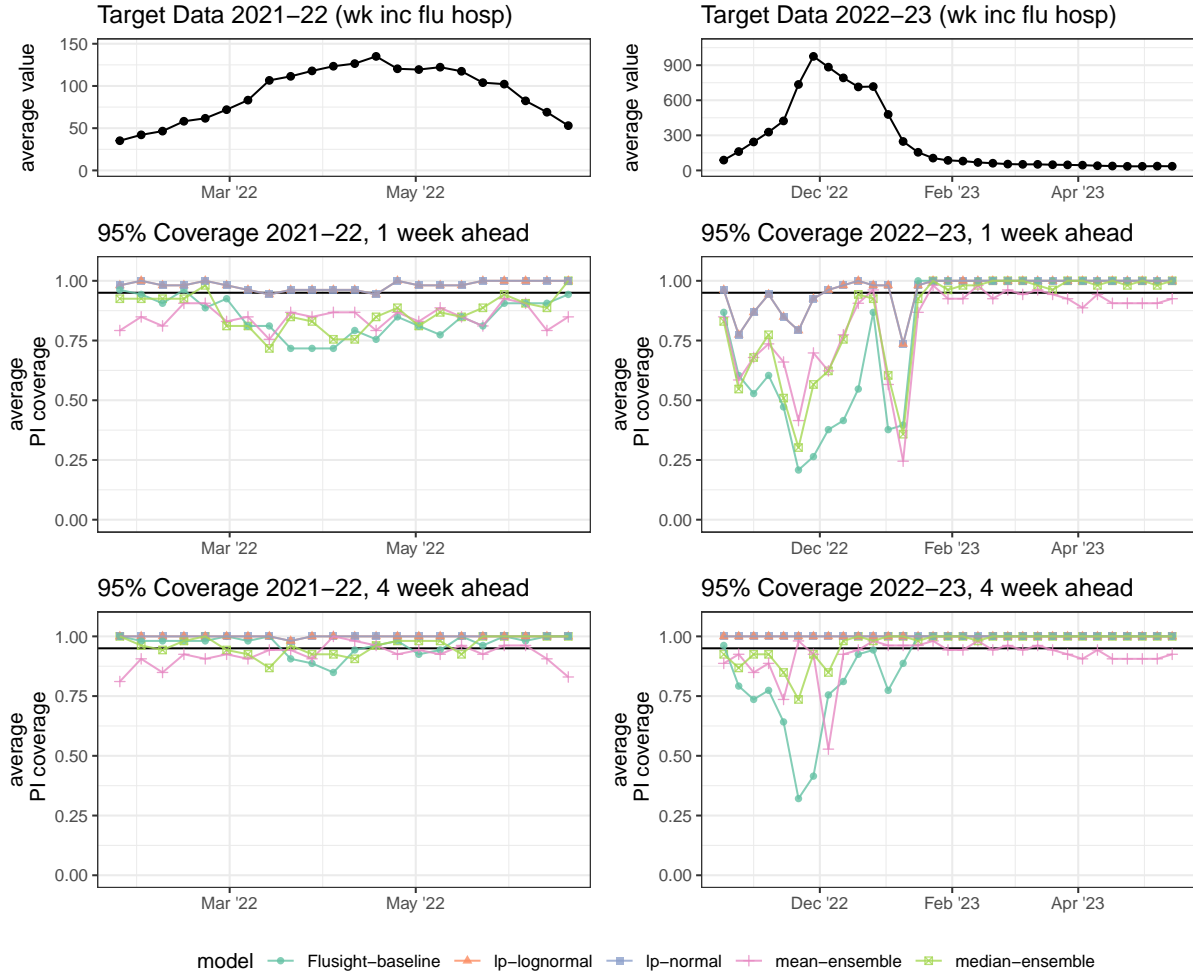 Target Data 2021−22 (wk inc flu hosp)
average value
150
100
50
0
Mar '22
May '22
Target Data 2022−23 (wk inc flu hosp)
average value
900
600
300
0
Dec '22
Feb '23
Apr '23
95% Coverage 2021−22, 1 week ahead
average
PI coverage
1.00
0.75
0.50
0.25
0.00
Mar '22
May '22
95% Coverage 2022−23, 1 week ahead
average
PI coverage
1.00
0.75
0.50
0.25
0.00
Dec '22
Feb '23
Apr '23
95% Coverage 2021−22, 4 week ahead
average
PI coverage
1.00
0.75
0.50
0.25
0.00
Mar '22
May '22
95% Coverage 2022−23, 4 week ahead
average
PI coverage
1.00
0.75
0.50
0.25
0.00
Dec '22
Feb '23
Apr '23
model Flusight−baseline lp−lognormal lp−normal mean−ensemble median−ensemble